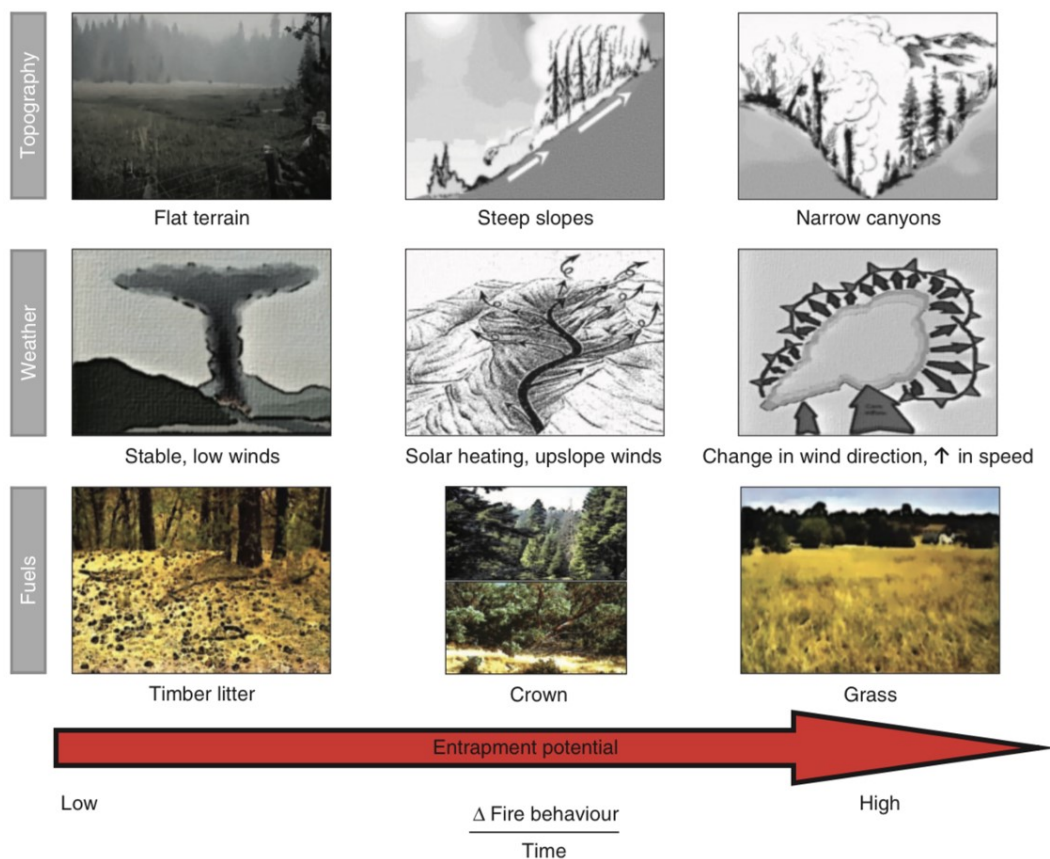 Topography
Flat terrain
Steep slopes
Narrow canyons
Weather
Stable, low winds
Solar heating, upslope winds
Change in wind direction, ↑ in speed
Fuels
Timber litter
Crown
Grass
Entrapment potential
Low
High
Δ Fire behaviour
Time